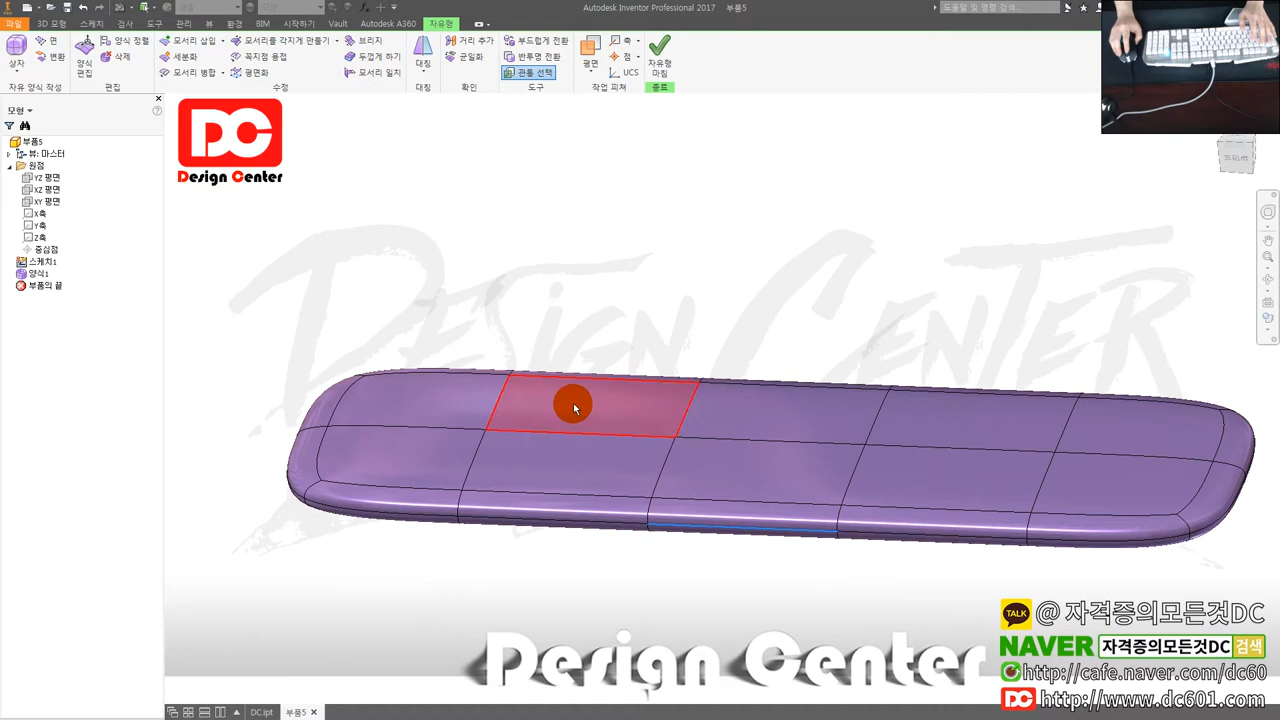 Autodesk Inventor Professional 2017 - 부품5
도움말 및 명령 검색...
파일 3D 모형 스케치 검사 도구 관리 뷰 환경 BIM 시작하기 Vault Autodesk A360 자유형
면 양식 정렬 모서리 삽입 모서리를 각지게 만들기 브리지 거리 추가 부드럽게 전환 축
변환 삭제 세분화 꼭지점 용접 두껍게 하기 균일화 반투명 전환 점
상자 양식 편집 모서리 병합 평면화 모서리 일치 대칭 관통 선택 평면 UCS 자유형 마침
자유 양식 작성 편집 수정 대칭 확인 도구 작업 피쳐 종료
모형
부품5
뷰: 마스터
원점
YZ 평면
XZ 평면
XY 평면
X축
Y축
Z축
중심점
스케치1
양식1
부품의 끝
DC
Design Center
DESIGN CENTER
Design Center
TALK @ 자격증의모든것DC
NAVER 자격증의모든것DC 검색
http://cafe.naver.com/dc60
DC http://www.dc601.com
DC.ipt 부품5